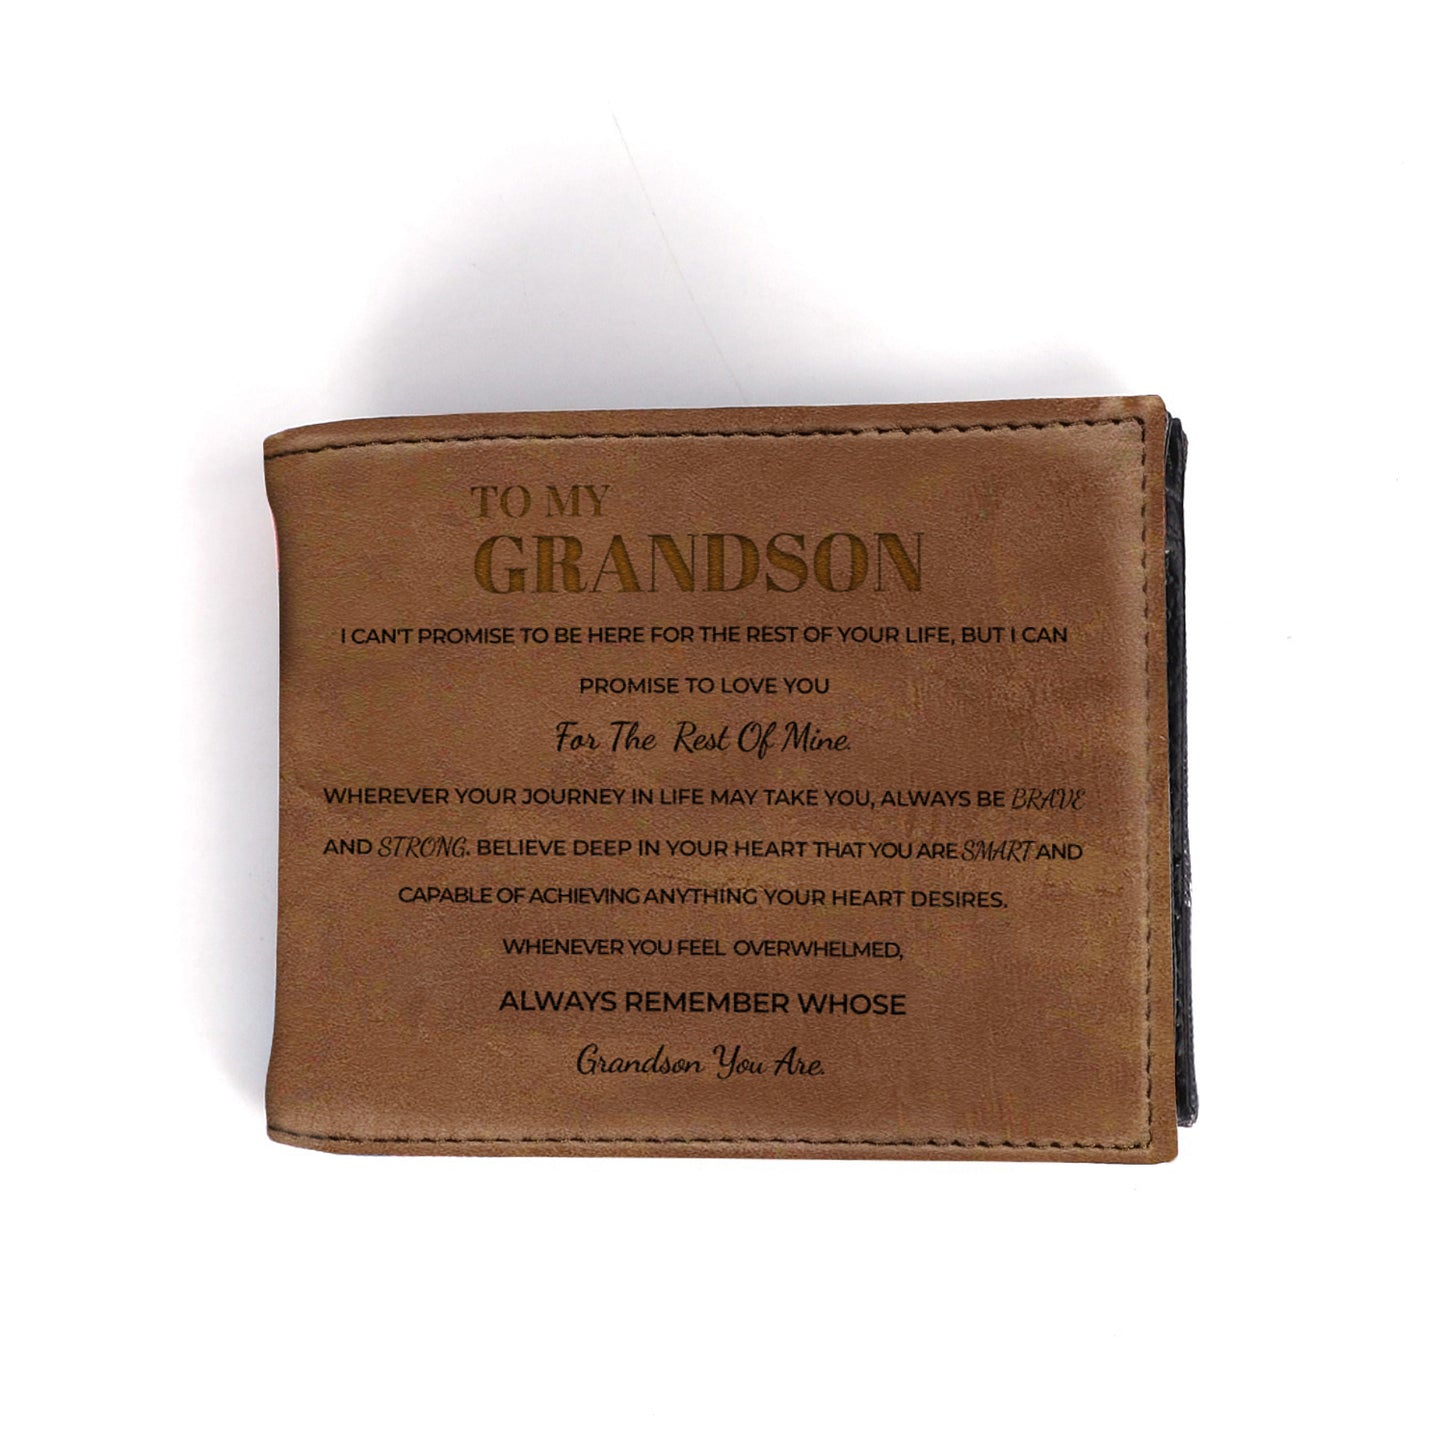 TO MY
GRANDSON
I CAN'T PROMISE TO BE HERE FOR THE REST OF YOUR LIFE, BUT I CAN
PROMISE TO LOVE YOU
For The Rest Of Mine.
WHEREVER YOUR JOURNEY IN LIFE MAY TAKE YOU, ALWAYS BE BRAVE
AND STRONG. BELIEVE DEEP IN YOUR HEART THAT YOU ARE SMART AND
CAPABLE OF ACHIEVING ANYTHING YOUR HEART DESIRES.
WHENEVER YOU FEEL OVERWHELMED,
ALWAYS REMEMBER WHOSE
Grandson You Are.